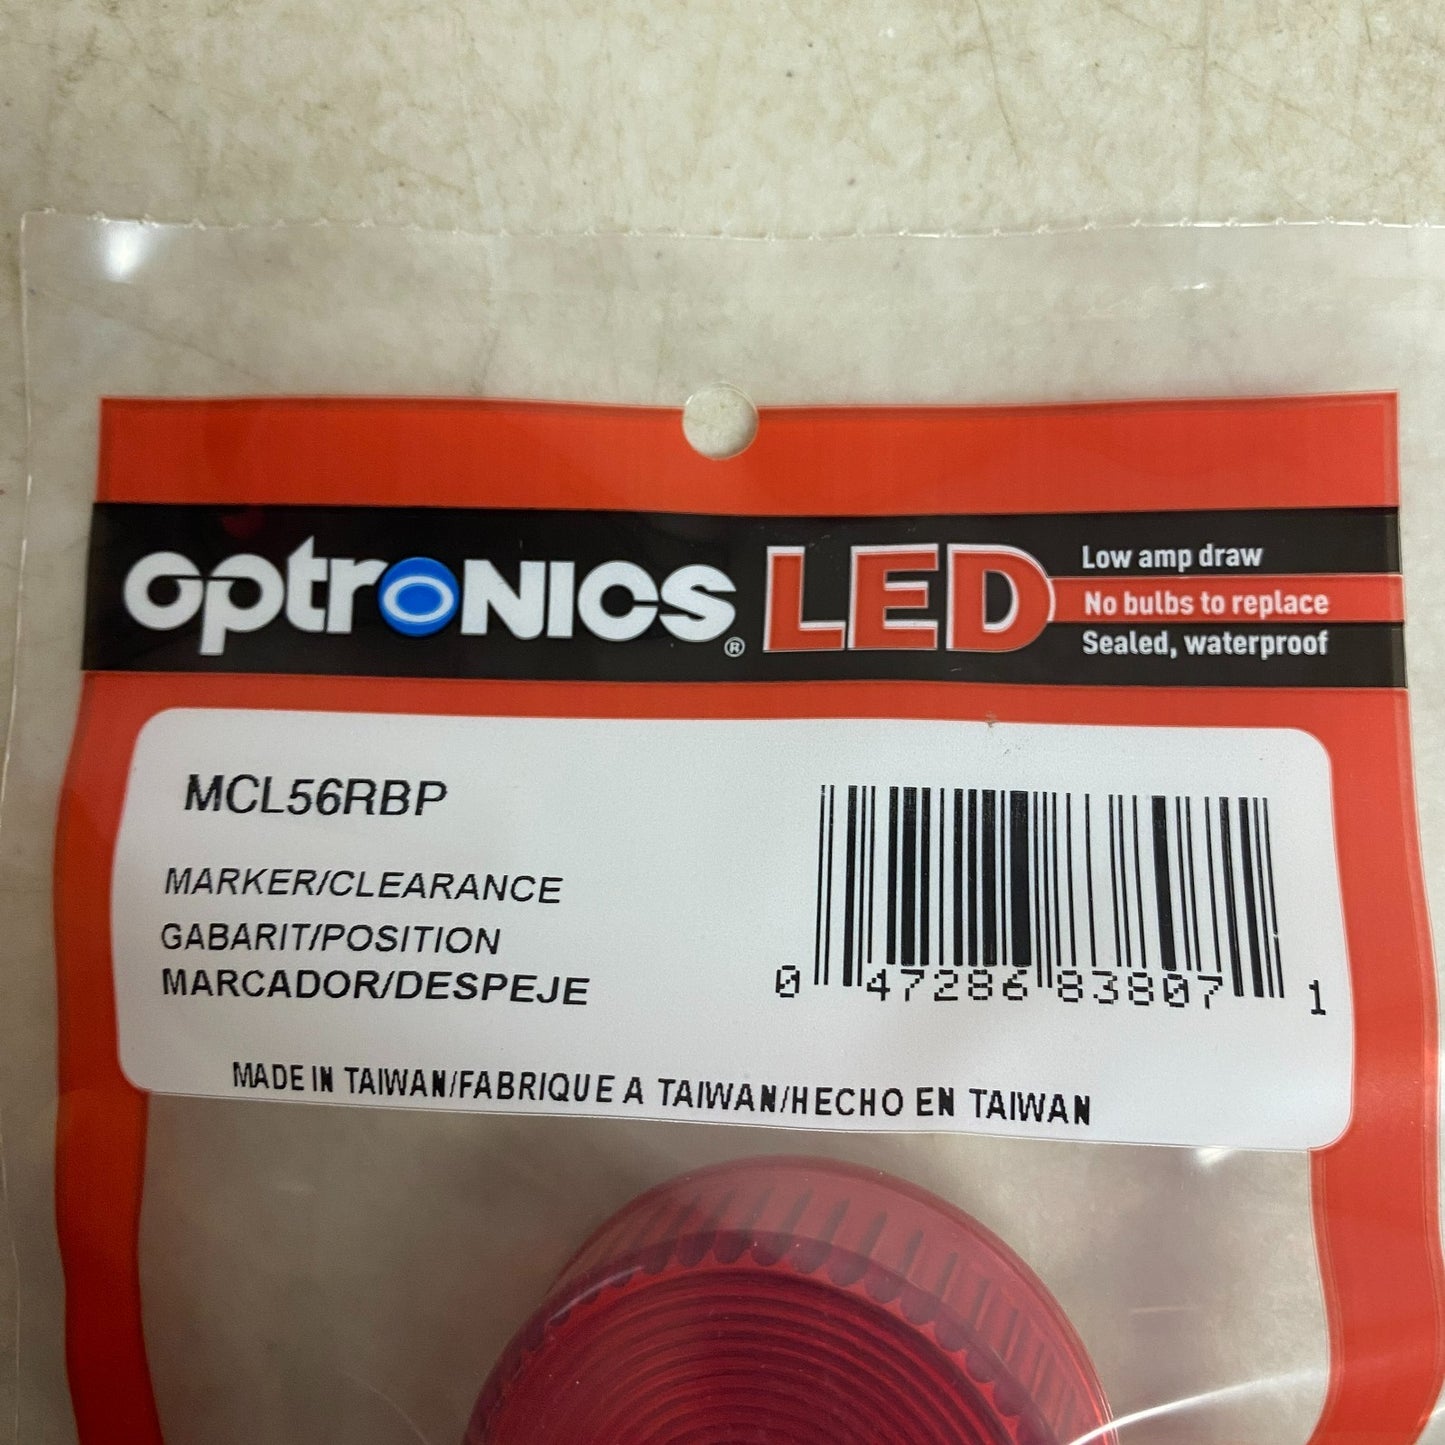 optrONICS® LED
Low amp draw
No bulbs to replace
Sealed, waterproof
MCL56RBP
MARKER/CLEARANCE
GABARIT/POSITION
MARCADOR/DESPEJE
0 47286 83807 1
MADE IN TAIWAN/FABRIQUE A TAIWAN/HECHO EN TAIWAN